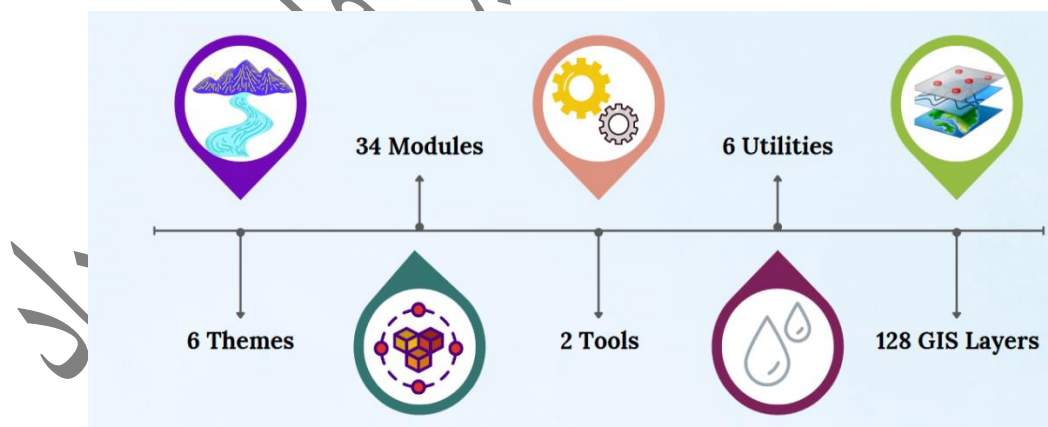 34 Modules
6 Utilities
6 Themes
2 Tools
128 GIS Layers